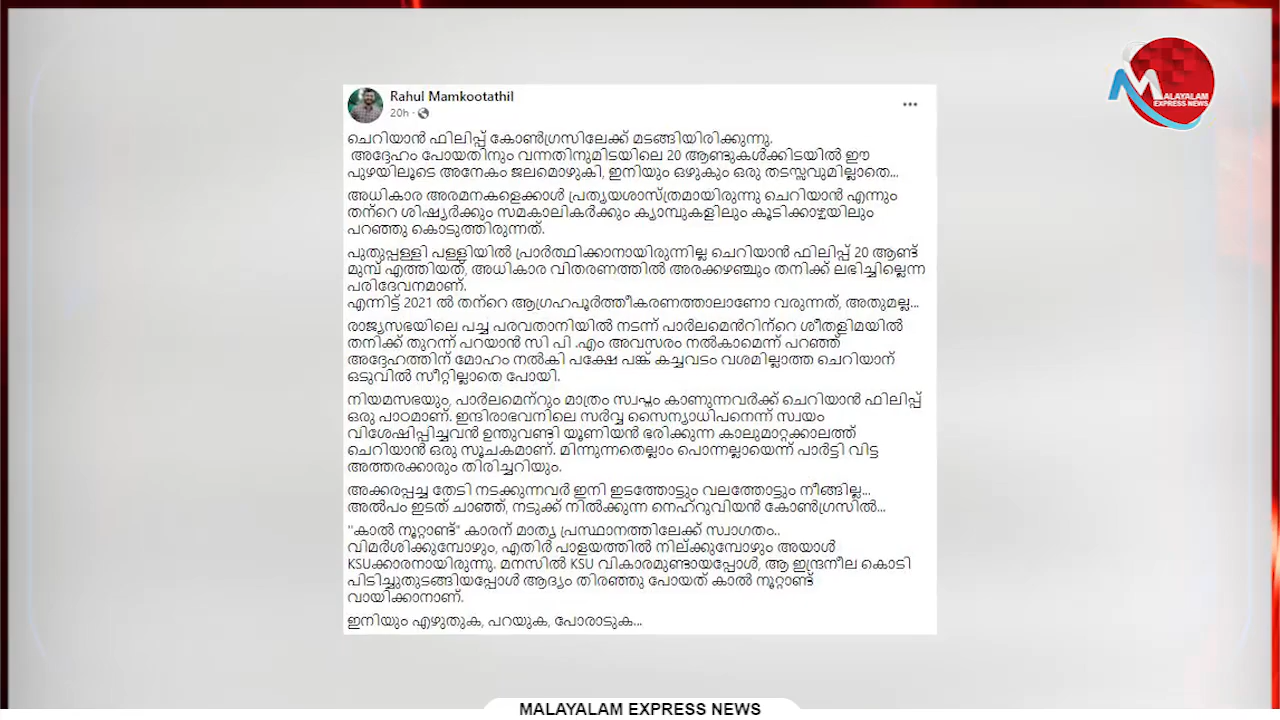 Rahul Mamkootathil
20h ·
ചെറിയാൻ ഫിലിപ്പ് കോൺഗ്രസിലേക്ക് മടങ്ങിയിരിക്കുന്നു.
അദ്ദേഹം പോയതിനും വന്നതിനുമിടയിലെ 20 ആണ്ടുകൾക്കിടയിൽ ഈ
പുഴയിലൂടെ അനേകം ജലമൊഴുകി, ഇനിയും ഒഴുകും ഒരു തടസ്സവുമില്ലാതെ...
അധികാര അരമനകളെക്കാൾ പ്രത്യയശാസ്ത്രമായിരുന്നു ചെറിയാൻ എന്നും
തന്റെ ശിഷ്യർക്കും സമകാലികർക്കും ക്യാമ്പുകളിലും കൂടിക്കാഴ്ചയിലും
പറഞ്ഞു കൊടുത്തിരുന്നത്.
പുതുപ്പള്ളി പള്ളിയിൽ പ്രാർത്ഥിക്കാനായിരുന്നില്ല ചെറിയാൻ ഫിലിപ്പ് 20 ആണ്ട്
മുമ്പ് എത്തിയത്, അധികാര വിതരണത്തിൽ അരക്കഴഞ്ചും തനിക്ക് ലഭിച്ചില്ലെന്ന
പരിദേവനമാണ്.
എന്നിട്ട് 2021 ൽ തന്റെ ആഗ്രഹപൂർത്തീകരണത്താലാണോ വരുന്നത്, അതുമല്ല...
രാജ്യസഭയിലെ പച്ച പരവതാനിയിൽ നടന്ന് പാർലമെൻറിന്റെ ശീതളിമയിൽ
തനിക്ക് തുറന്ന് പറയാൻ സി പി .എം അവസരം നൽകാമെന്ന് പറഞ്ഞ്
അദ്ദേഹത്തിന് മോഹം നൽകി പക്ഷേ പങ്ക് കച്ചവടം വശമില്ലാത്ത ചെറിയാന്
ഒടുവിൽ സീറ്റില്ലാതെ പോയി.
നിയമസഭയും, പാർലമെന്റും മാത്രം സ്വപ്നം കാണുന്നവർക്ക് ചെറിയാൻ ഫിലിപ്പ്
ഒരു പാഠമാണ്. ഇന്ദിരാഭവനിലെ സർവ്വ സൈന്യാധിപനെന്ന് സ്വയം
വിശേഷിപ്പിച്ചവൻ ഉന്തുവണ്ടി യൂണിയൻ ഭരിക്കുന്ന കാലുമാറ്റക്കാലത്ത്
ചെറിയാൻ ഒരു സൂചകമാണ്. മിന്നുന്നതെല്ലാം പൊന്നല്ലായെന്ന് പാർട്ടി വിട്ട
അത്തരക്കാരും തിരിച്ചറിയും.
അക്കരപ്പച്ച തേടി നടക്കുന്നവർ ഇനി ഇടത്തോട്ടും വലത്തോട്ടും നീങ്ങില്ല...
അൽപം ഇടത് ചാഞ്ഞ്, നടുക്ക് നിൽക്കുന്ന നെഹ്റുവിയൻ കോൺഗ്രസിൽ...
"കാൽ നൂറ്റാണ്ട്" കാരന് മാതൃ പ്രസ്ഥാനത്തിലേക്ക് സ്വാഗതം..
വിമർശിക്കുമ്പോഴും, എതിർ പാളയത്തിൽ നില്ക്കുമ്പോഴും അയാൾ
KSUക്കാരനായിരുന്നു. മനസിൽ KSU വികാരമുണ്ടായപ്പോൾ, ആ ഇന്ദ്രനീല കൊടി
പിടിച്ചുതുടങ്ങിയപ്പോൾ ആദ്യം തിരഞ്ഞു പോയത് കാൽ നൂറ്റാണ്ട്
വായിക്കാനാണ്.
ഇനിയും എഴുതുക, പറയുക, പോരാടുക...
MALAYALAM
EXPRESS NEWS
MALAYALAM EXPRESS NEWS